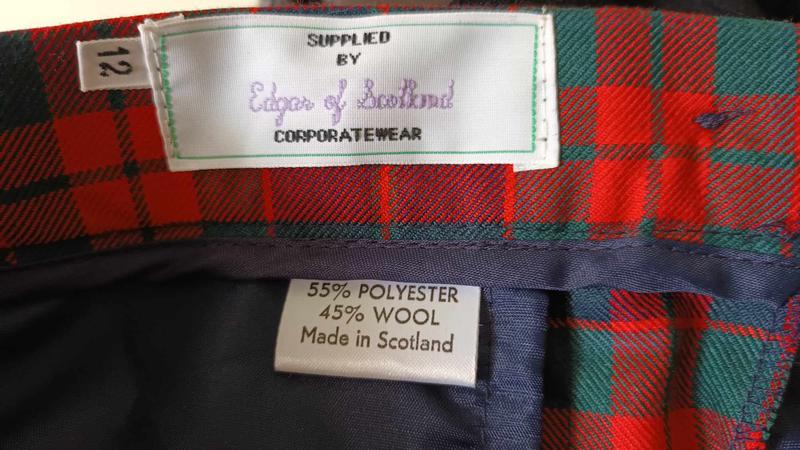 12
SUPPLIED
BY
Edgar of Scotland
CORPORATEWEAR
55% POLYESTER
45% WOOL
Made in Scotland